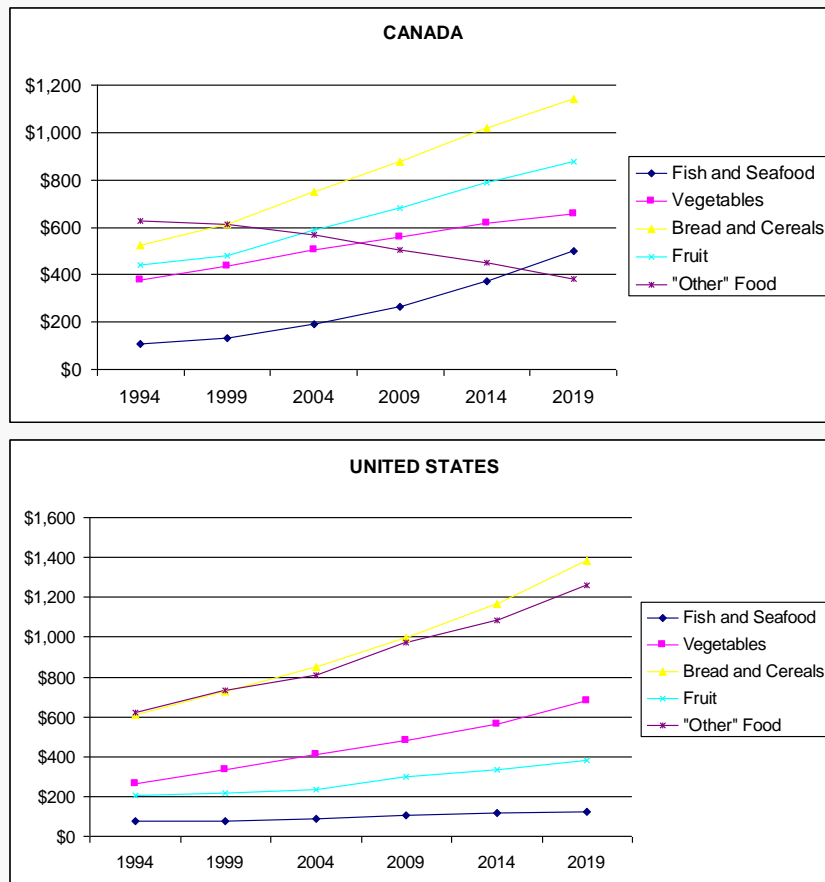 CANADA
$1,200
$1,000
$800
$600
$400
$200
$0
1994 1999 2004 2009 2014 2019
Fish and Seafood
Vegetables
Bread and Cereals
Fruit
"Other" Food
UNITED STATES
$1,600
$1,400
$1,200
$1,000
$800
$600
$400
$200
$0
1994 1999 2004 2009 2014 2019
Fish and Seafood
Vegetables
Bread and Cereals
Fruit
"Other" Food